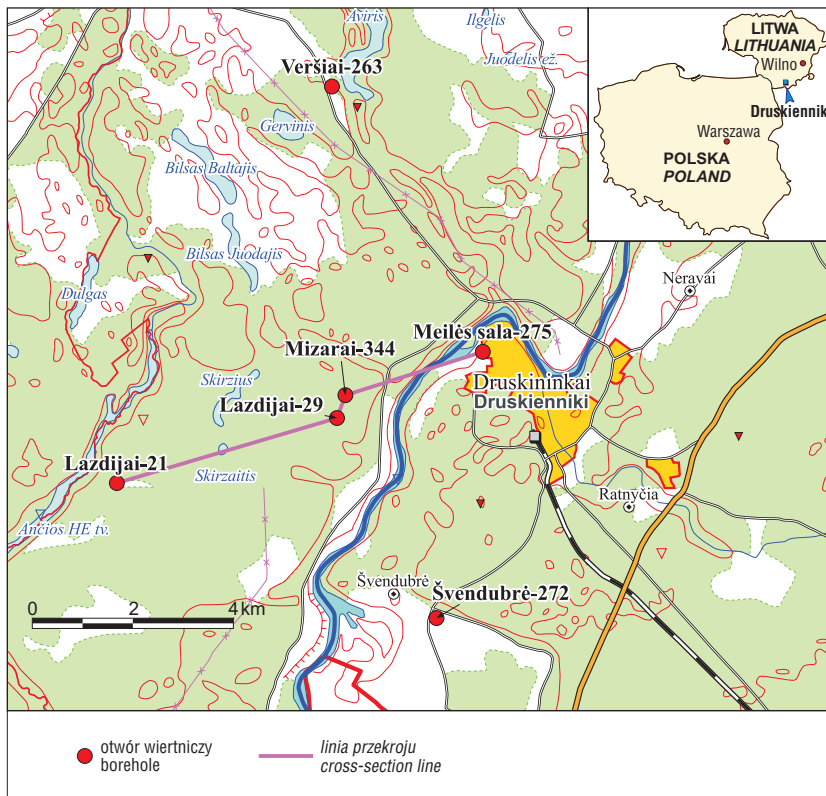 Aviris
Ilgelis
Juodelis ež.
Veršiai-263
Gervinis
Bilsas Baltajis
Bilsas Juodajis
Dulgas
LITWA
LITHUANIA
Wilno
Druskiennik
Warszawa
POLSKA
POLAND
Neravai
Meilės sala-275
Mizarai-344
Skirzius
Druskininkai
Druskienniki
Lazdijai-29
Lazdijai-21
Skirzaitis
Ančios HE tv.
Ratnyčia
Švendubrė
Švendubrė-272
0 2 4 km
otwór wiertniczy
borehole
linia przekroju
cross-section line